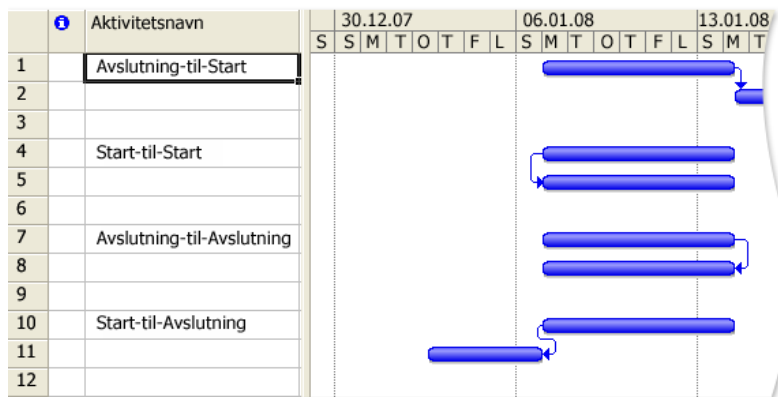 i Aktivitetsnavn 30.12.07 06.01.08 13.01.08
S S M T O T F L S M T O T F L S M T
1 Avslutning-til-Start
2
3
4 Start-til-Start
5
6
7 Avslutning-til-Avslutning
8
9
10 Start-til-Avslutning
11
12